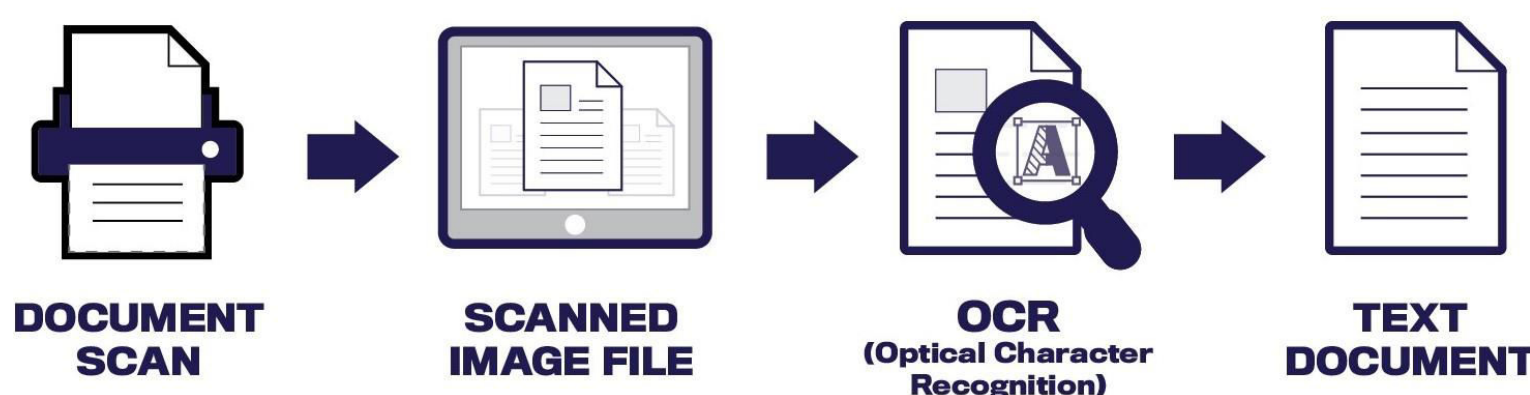 DOCUMENT
SCAN
SCANNED
IMAGE FILE
OCR
(Optical Character
Recognition)
A
TEXT
DOCUMENT